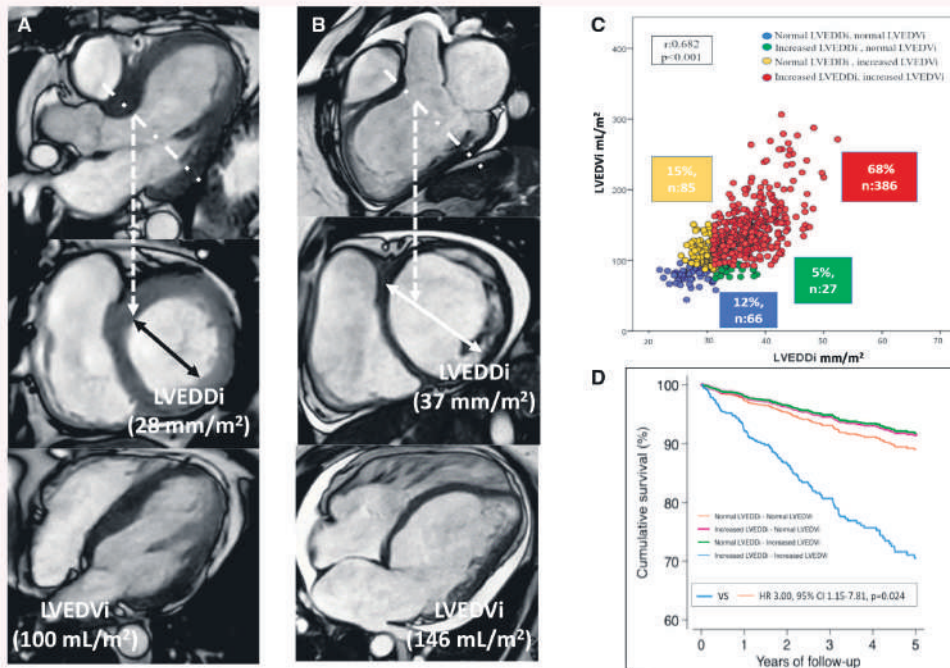 A
LVEDDi
(28 mm/m²)
LVEDVi
(100 mL/m²)
B
LVEDDi
(37 mm/m²)
LVEDVi
(146 mL/m²)
C
r:0.682
p<0.001
Normal LVEDDi, normal LVEDVi
Increased LVEDDi , normal LVEDVi
Normal LVEDDi , increased LVEDVi
Increased LVEDDi, increased LVEDVi
LVEDVi mL/m²
400
300
200
100
0
15%,
n:85
68%
n:386
5%,
n:27
12%,
n:66
20
30
40
50
60
70
LVEDDi mm/m²
D
Cumulative survival (%)
100
90
80
70
60
Normal LVEDDi - Normal LVEDVi
Increased LVEDDi - Normal LVEDVi
Normal LVEDDi - Increased LVEDVi
Increased LVEDDi - Increased LVEDVi
VS HR 3.00, 95% CI 1.15-7.81, p=0.024
0
1
2
3
4
5
Years of follow-up